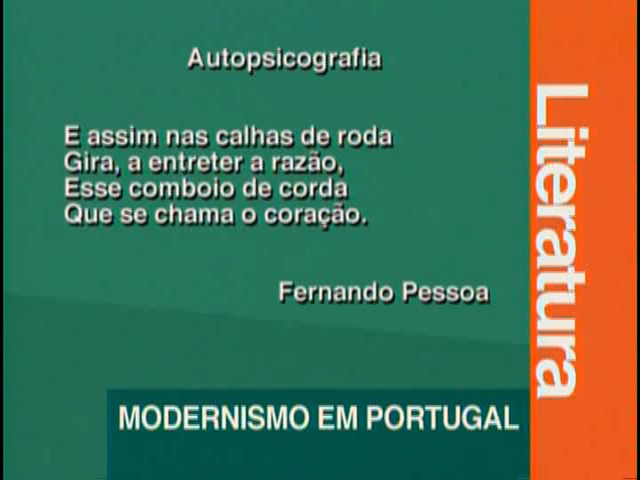 Autopsicografia
E assim nas calhas de roda
Gira, a entreter a razão,
Esse comboio de corda
Que se chama o coração.
Fernando Pessoa
MODERNISMO EM PORTUGAL
Literatura